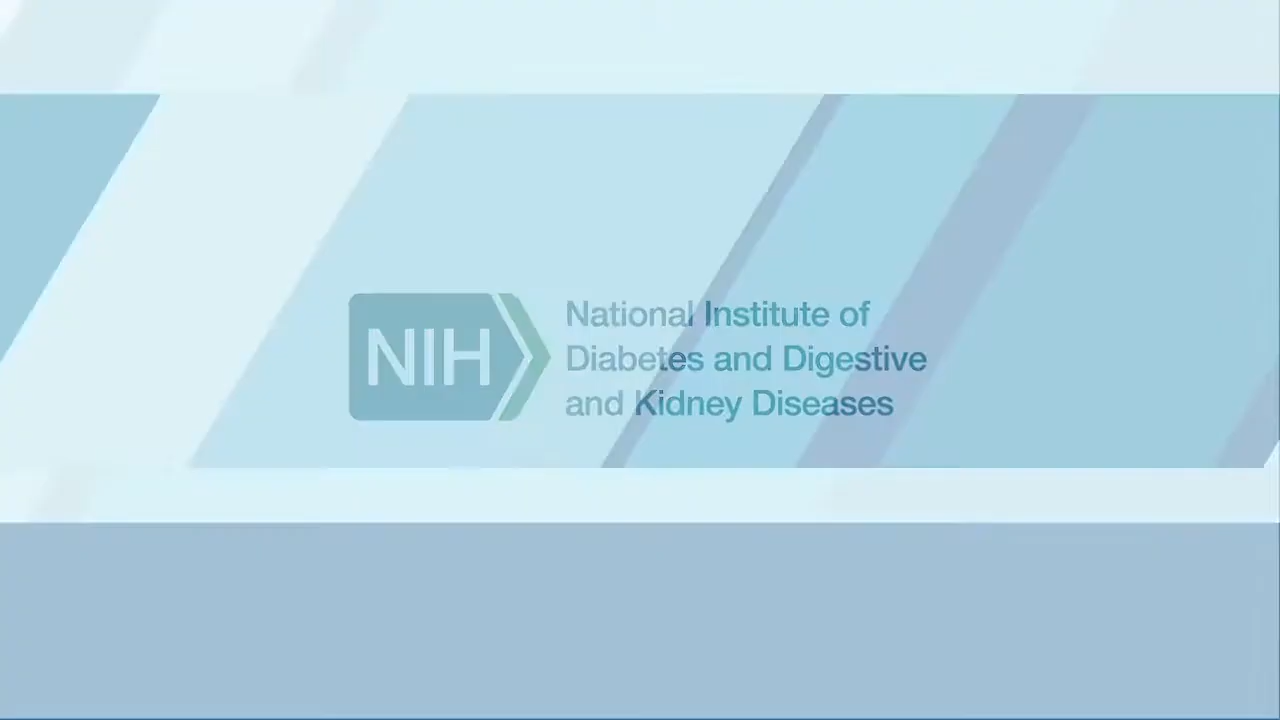 NIH
National Institute of
Diabetes and Digestive
and Kidney Diseases